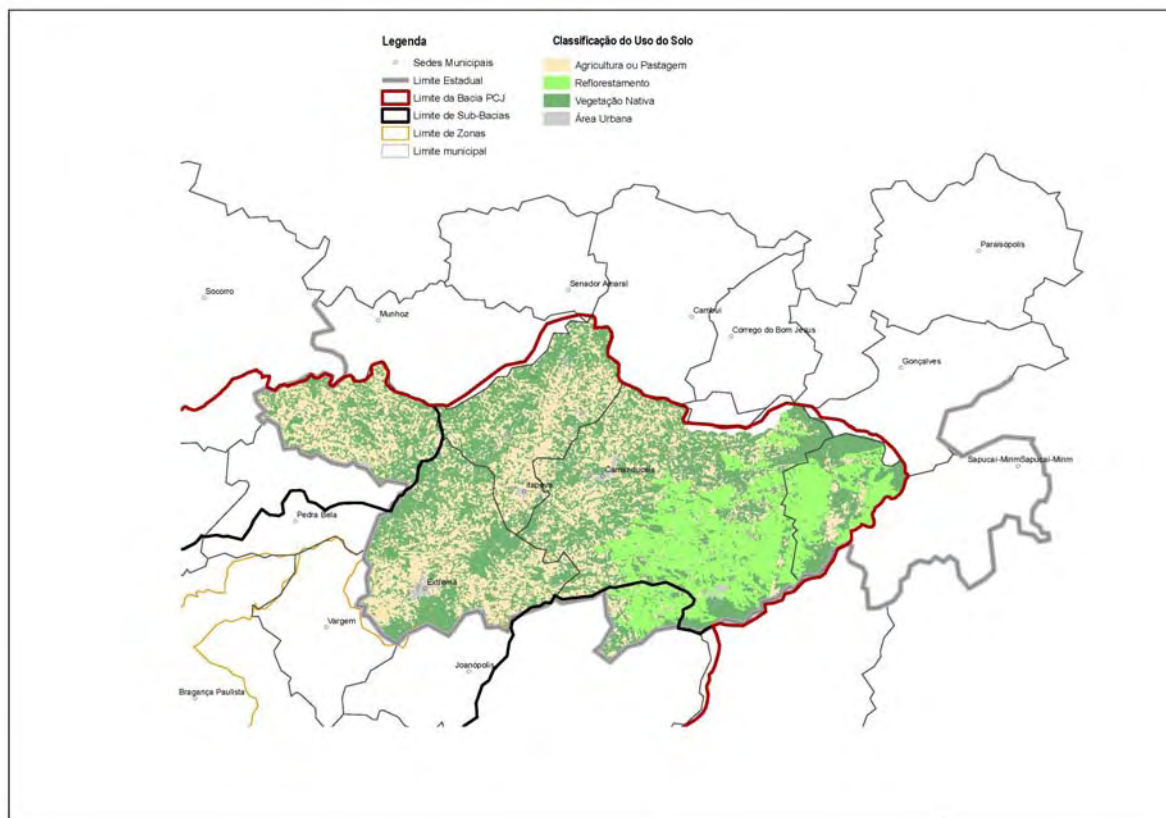 Legenda
Sedes Municipais
Limite Estadual
Limite da Bacia PCJ
Limite de Sub-Bacias
Limite de Zonas
Limite municipal
Classificação do Uso do Solo
Agricultura ou Pastagem
Reflorestamento
Vegetação Nativa
Área Urbana
Paraisópolis
Socorro
Senador Amaral
Munhoz
Cambuí
Córrego do Bom Jesus
Gonçalves
Sapucaí-Mirim Sapucaí-Mirim
Camanducaia
Itapeva
Pedra Bela
Extrema
Vargem
Joanópolis
Bragança Paulista